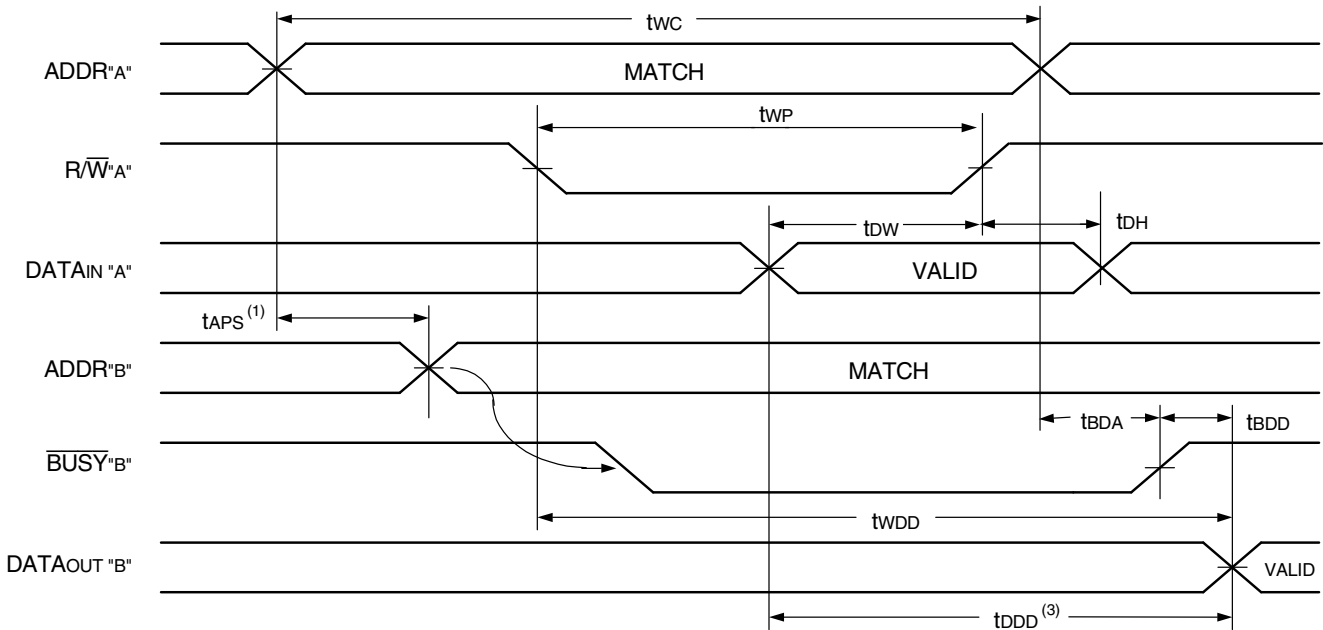 tWC
ADDR"A"
MATCH
tWP
R/W̅"A"
tDW
tDH
DATAIN "A"
VALID
tAPS (1)
ADDR"B"
MATCH
tBDA
tBDD
B̅U̅S̅Y̅"B"
tWDD
DATAOUT "B"
VALID
tDDD (3)